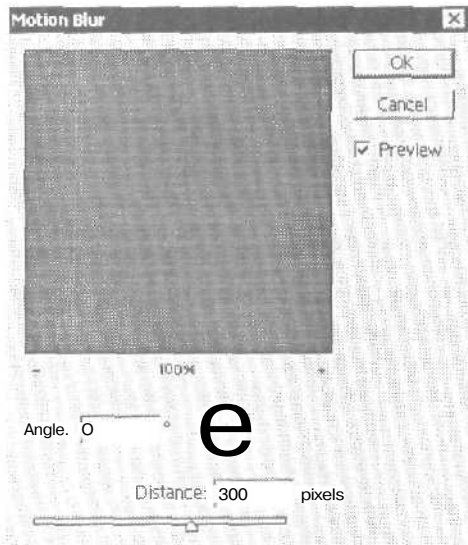 Motion Blur
OK
Cancel
Preview
- 100% +
Angle. O °
e
Distance: 300 pixels